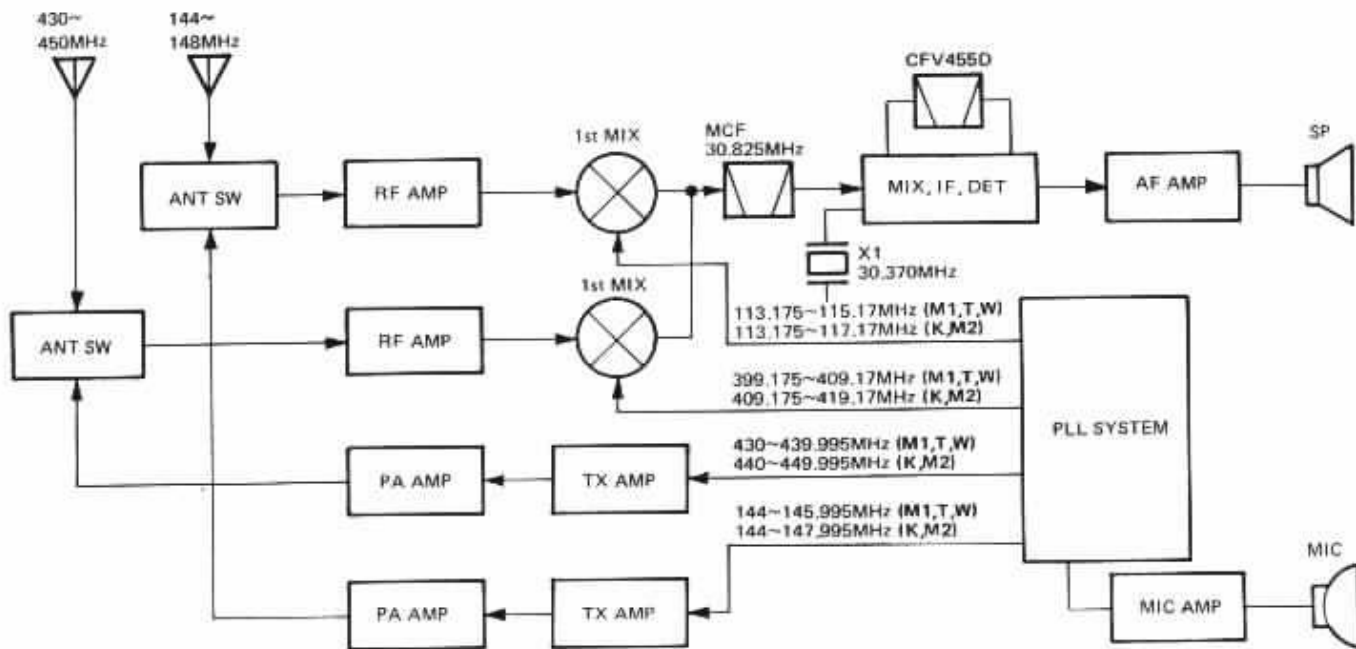 430~
450MHz
144~
148MHz
CFV455D
1st MIX
MCF
30.825MHz
SP
ANT SW
RF AMP
MIX, IF, DET
AF AMP
X1
30.370MHz
1st MIX
113.175~115.17MHz (M1,T,W)
113.175~117.17MHz (K,M2)
ANT SW
RF AMP
399.175~409.17MHz (M1,T,W)
409.175~419.17MHz (K,M2)
PLL SYSTEM
430~439.995MHz (M1,T,W)
440~449.995MHz (K,M2)
PA AMP
TX AMP
144~145.995MHz (M1,T,W)
144~147.995MHz (K,M2)
MIC
PA AMP
TX AMP
MIC AMP